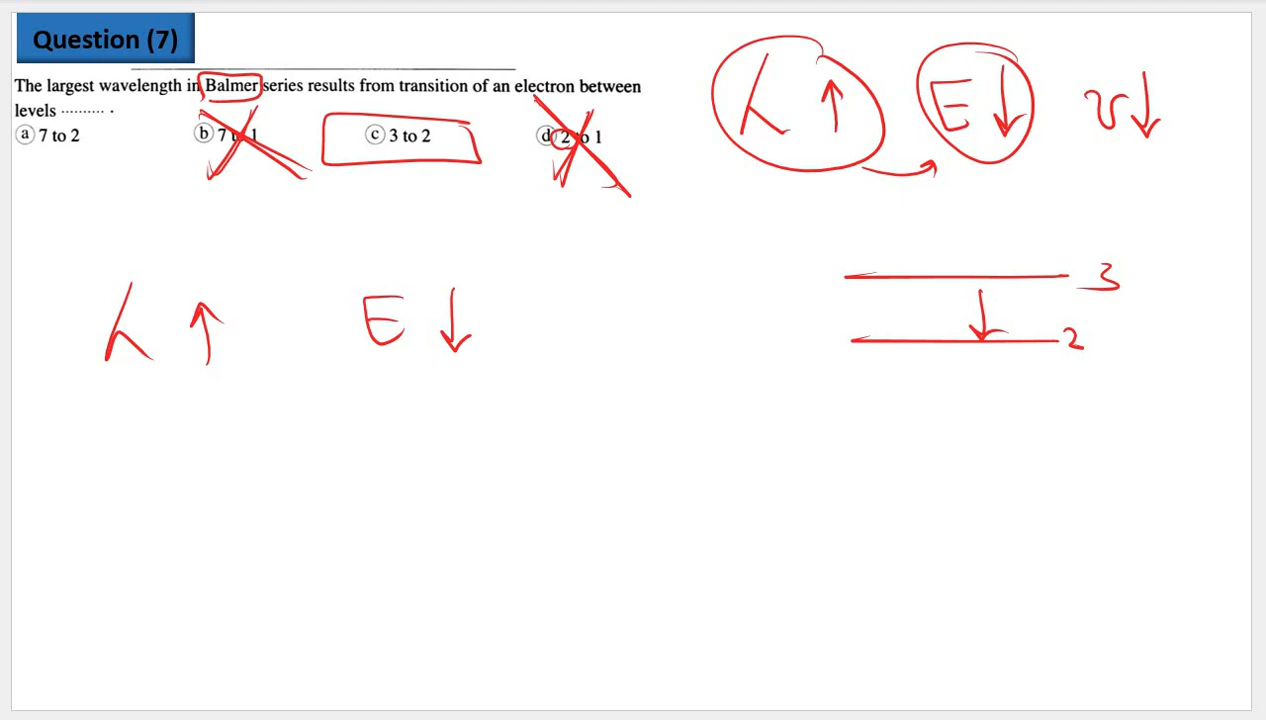 Question (7)
The largest wavelength in Balmer series results from transition of an electron between
levels .......... .
a 7 to 2 b 7 to 1 c 3 to 2 d 2 to 1
λ ↑ E ↓ ν ↓
3
2
λ ↑ E ↓